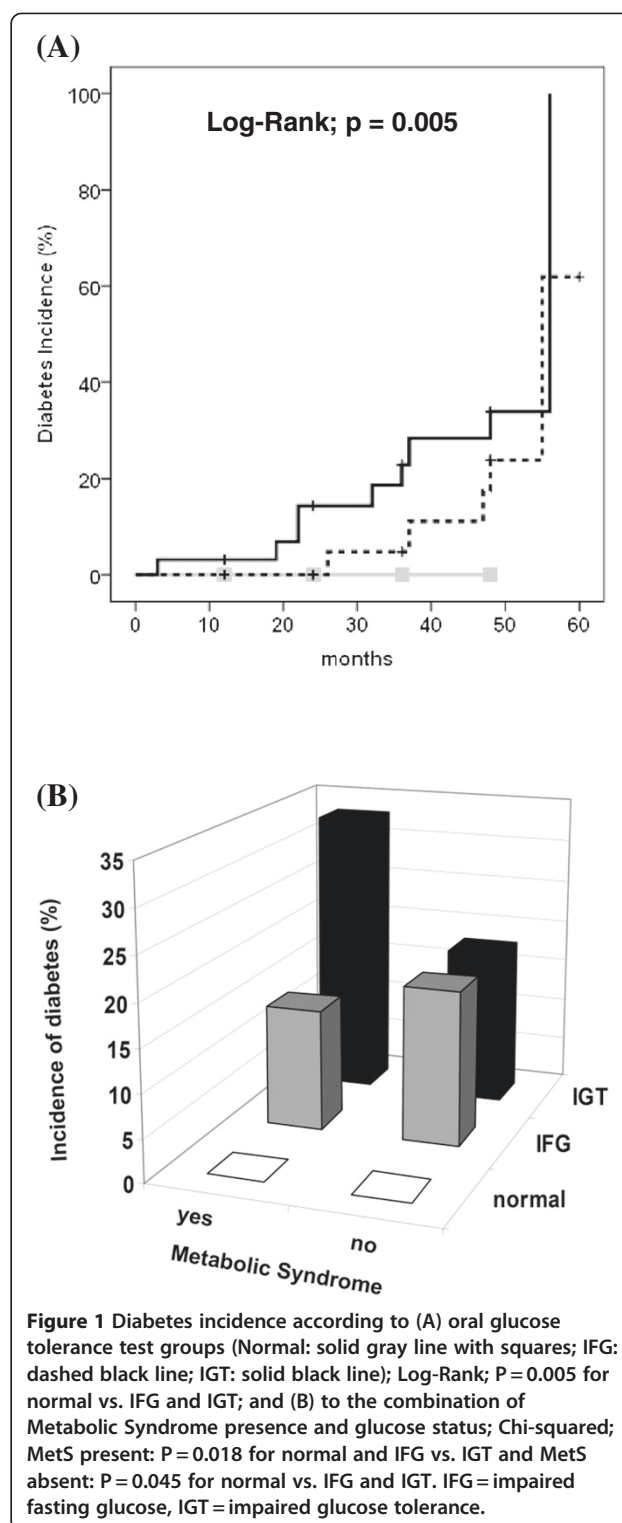 (A)
Log-Rank; p = 0.005
100
80
60
40
20
0
Diabetes Incidence (%)
0 10 20 30 40 50 60
months
(B)
35
30
25
20
15
10
5
0
Incidence of diabetes (%)
IGT
IFG
normal
yes
no
Metabolic Syndrome
Figure 1 Diabetes incidence according to (A) oral glucose
tolerance test groups (Normal: solid gray line with squares; IFG:
dashed black line; IGT: solid black line); Log-Rank; P = 0.005 for
normal vs. IFG and IGT; and (B) to the combination of
Metabolic Syndrome presence and glucose status; Chi-squared;
MetS present: P = 0.018 for normal and IFG vs. IGT and MetS
absent: P = 0.045 for normal vs. IFG and IGT. IFG = impaired
fasting glucose, IGT = impaired glucose tolerance.